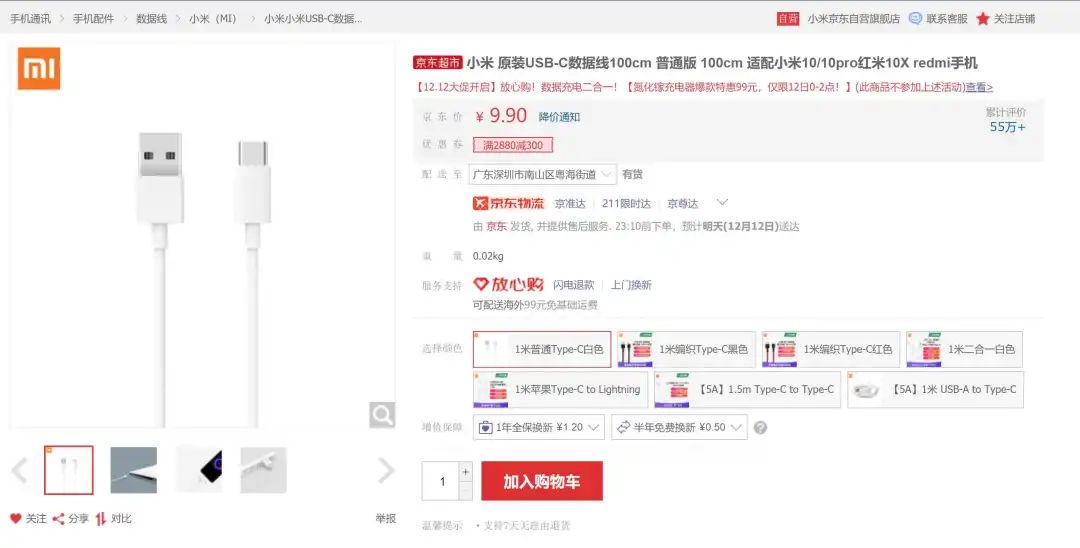 手机通讯 > 手机配件 > 数据线 > 小米（MI） > 小米小米USB-C数据...
自营 小米京东自营旗舰店 联系客服 关注店铺
mi
京东超市 小米 原装USB-C数据线100cm 普通版 100cm 适配小米10/10pro红米10X redmi手机
【12.12大促开启】放心购！数据充电二合一！【氮化镓充电器爆款特惠99元，仅限12日0-2点！】(此商品不参加上述活动)查看>
京东价 ¥ 9.90 降价通知
累计评价
55万+
优惠券 满2880减300
配送至 广东深圳市南山区粤海街道 有货
京东物流 京准达 211限时达 京尊达
由 京东 发货, 并提供售后服务. 23:10前下单，预计明天(12月12日)送达
重量 0.02kg
服务支持 放心购 闪电退款 上门换新
可配送海外99元免基础运费
选择颜色 1米普通Type-C白色 1米编织Type-C黑色 1米编织Type-C红色 1米二合一白色
1米苹果Type-C to Lightning 【5A】1.5m Type-C to Type-C 【5A】1米 USB-A to Type-C
增值保障 1年全保换新 ¥1.20 半年免费换新 ¥0.50 ?
1 + - 加入购物车
关注 分享 对比 举报
温馨提示 ·支持7天无理由退货